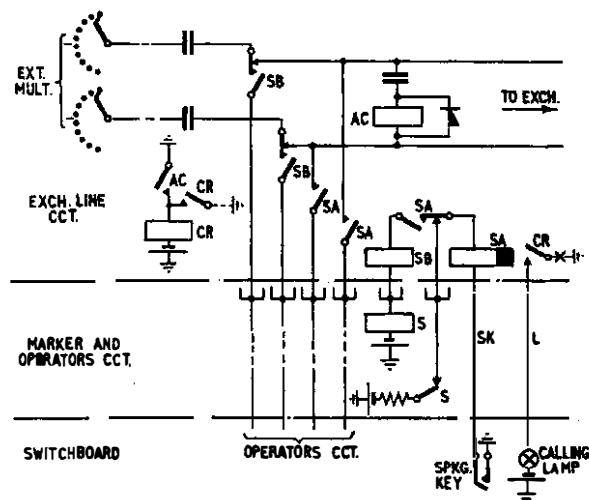 EXT.
MULT.
SB
AC
TO EXCH.
SB
AC
CR
SA
EXCH. LINE
CCT.
SA
SA
CR
SB
SA
CR
MARKER AND
OPERATORS CCT.
S
SK
L
S
SWITCHBOARD
OPERATORS CCT.
SPKG.
KEY
CALLING
LAMP